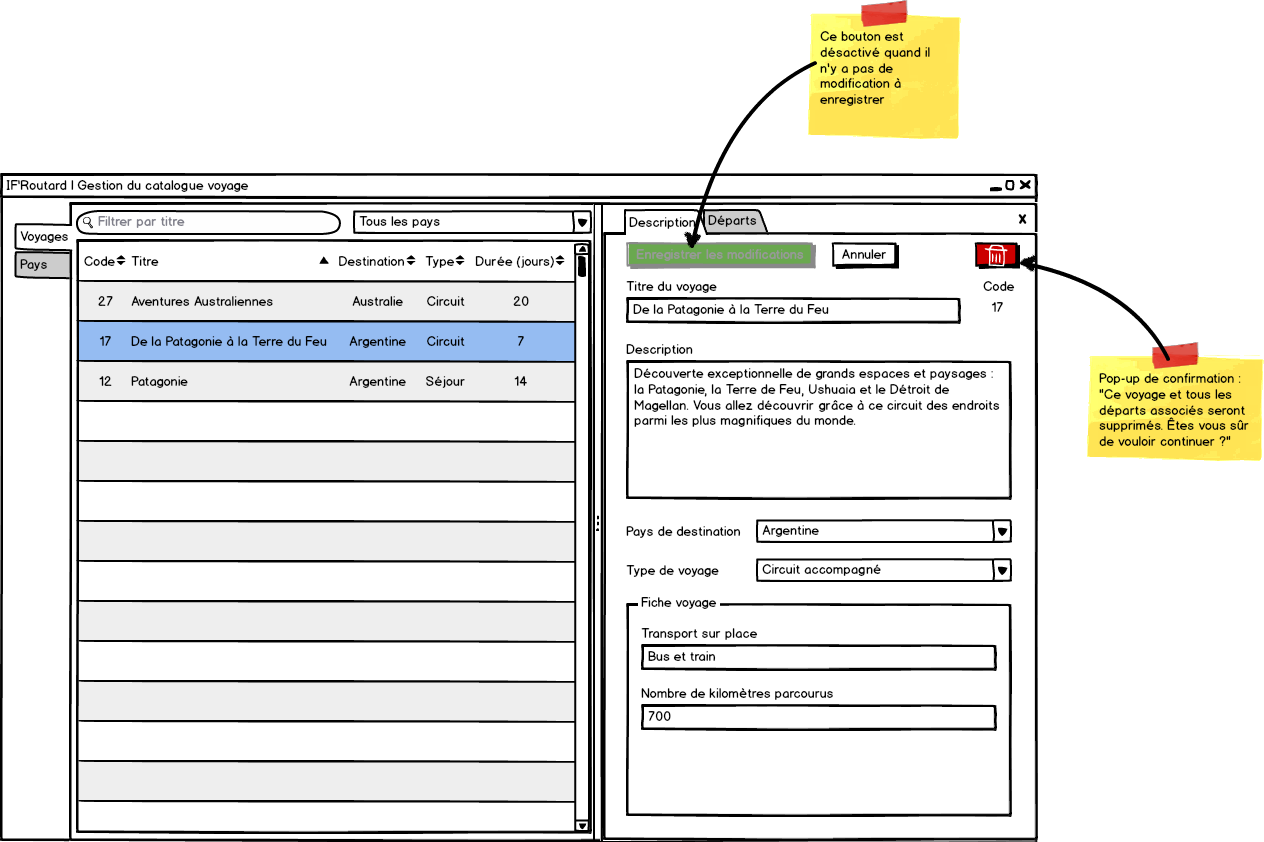 Ce bouton est
désactivé quand il
n'y a pas de
modification à
enregistrer
IF'Routard | Gestion du catalogue voyage
Voyages
Pays
Filtrer par titre
Tous les pays
Code Titre Destination Type Durée (jours)
27 Aventures Australiennes Australie Circuit 20
17 De la Patagonie à la Terre du Feu Argentine Circuit 7
12 Patagonie Argentine Séjour 14
Description Départs x
Enregistrer les modifications Annuler
Titre du voyage Code
De la Patagonie à la Terre du Feu 17
Description
Découverte exceptionnelle de grands espaces et paysages :
la Patagonie, la Terre de Feu, Ushuaia et le Détroit de
Magellan. Vous allez découvrir grâce à ce circuit des endroits
parmi les plus magnifiques du monde.
Pays de destination Argentine
Type de voyage Circuit accompagné
Fiche voyage
Transport sur place
Bus et train
Nombre de kilomètres parcourus
700
Pop-up de confirmation :
"Ce voyage et tous les
départs associés seront
supprimés. Êtes vous sûr
de vouloir continuer ?"